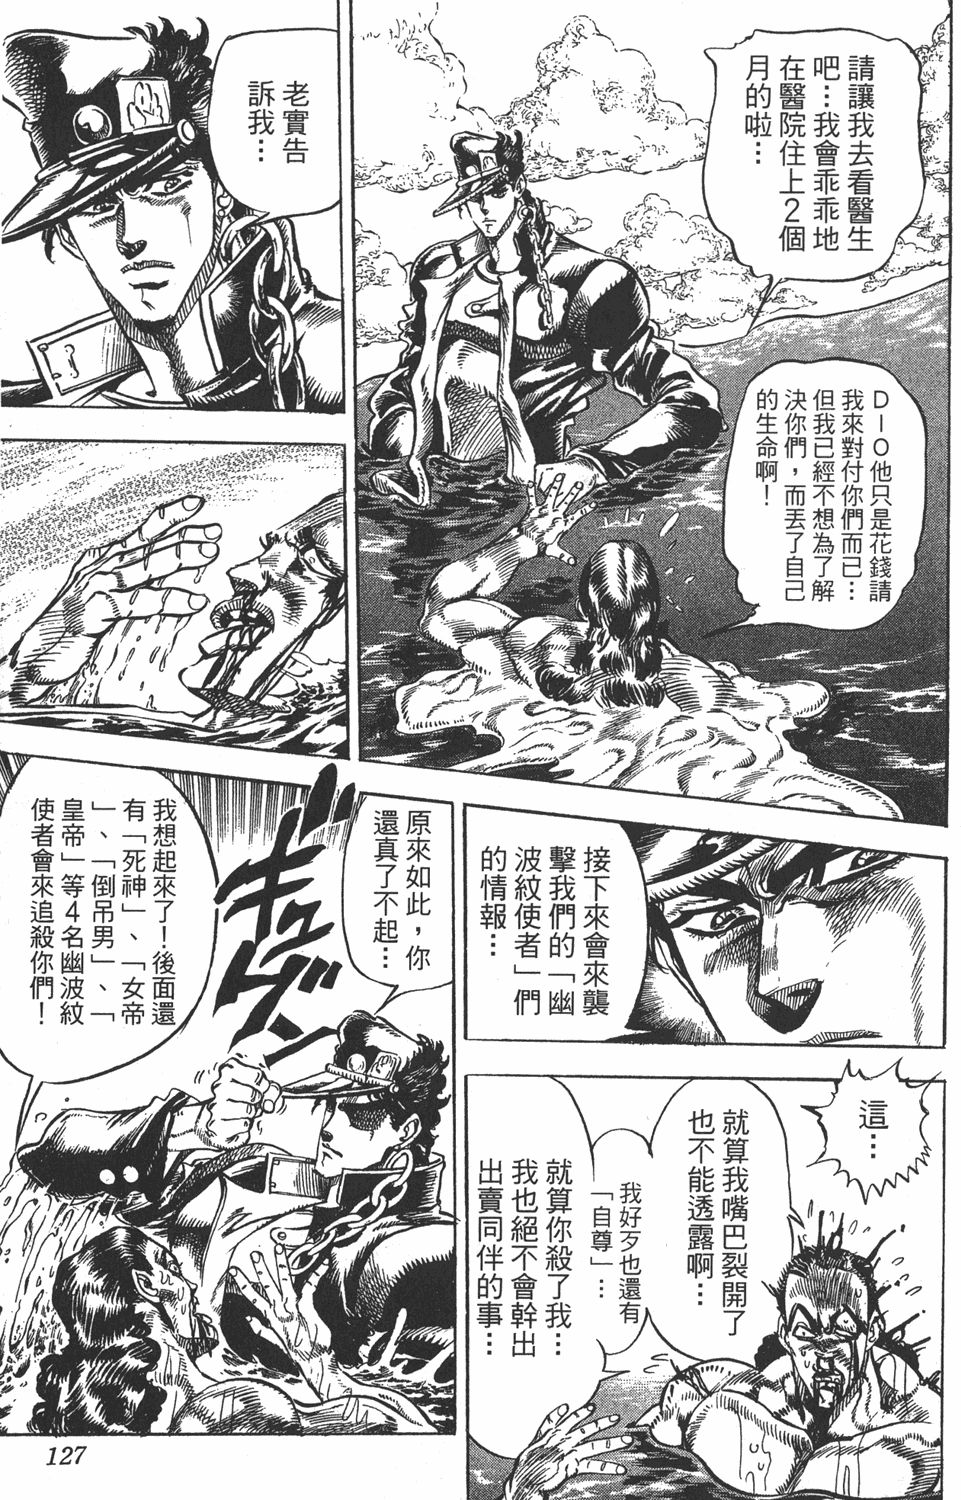 請讓我去看醫生
吧…我會乖乖地
在醫院住上2個
月的啦…
DIO他只是花錢請
我來對付你們而已…
但我已經不想為了解
決你們，而丟了自己
的生命啊！
老實告
訴我…
接下來會來襲
擊我們的「幽
波紋使者」們
的情報…
這…
就算我嘴巴裂開了
也不能透露啊…
我好歹也還有
「自尊」…
就算你殺了我…
我也絕不會幹出
出賣同伴的事…
原來如此，你
還真了不起…
ギュゲン
我想起來了！後面還
有「死神」、「女帝
」、「倒吊男」、「
皇帝」等4名幽波紋
使者會來追殺你們！
127